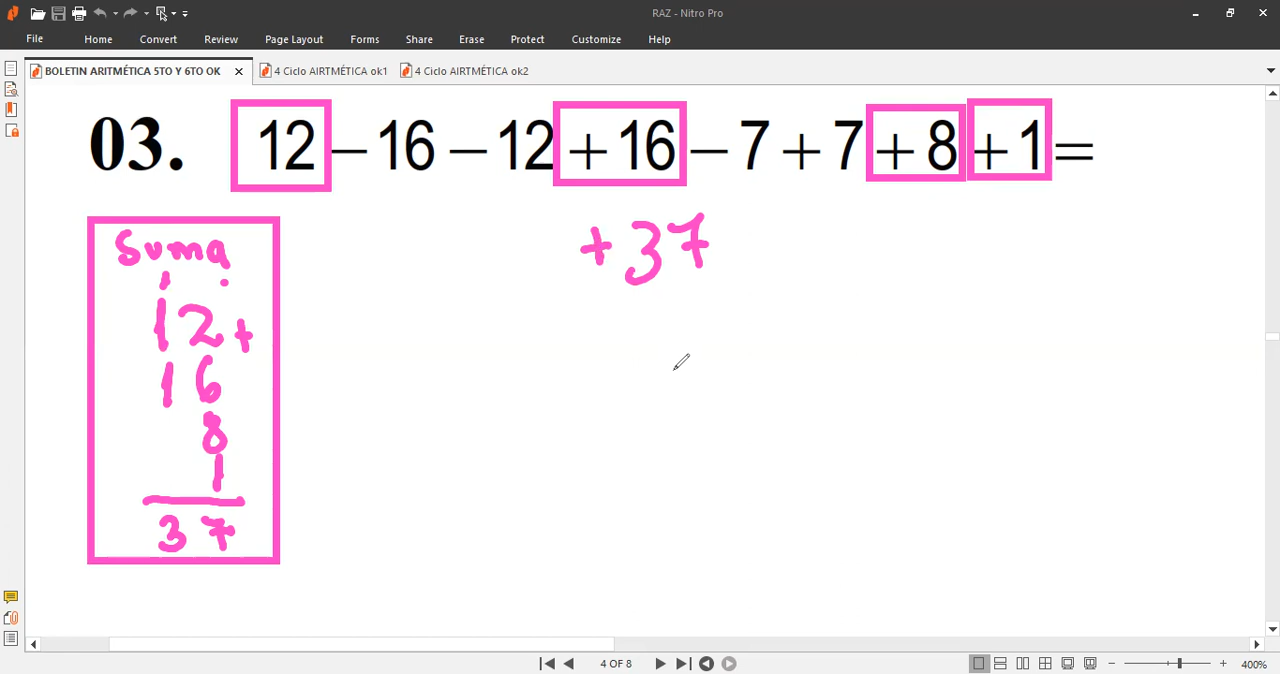 RAZ - Nitro Pro
File Home Convert Review Page Layout Forms Share Erase Protect Customize Help
BOLETIN ARITMÉTICA 5TO Y 6TO OK × 4 Ciclo AIRTMÉTICA ok1 4 Ciclo AIRTMÉTICA ok2
03. 12 − 16 − 12 + 16 − 7 + 7 + 8 + 1 =
+37
Suma
12+
16
8
1
37
4 OF 8
400%